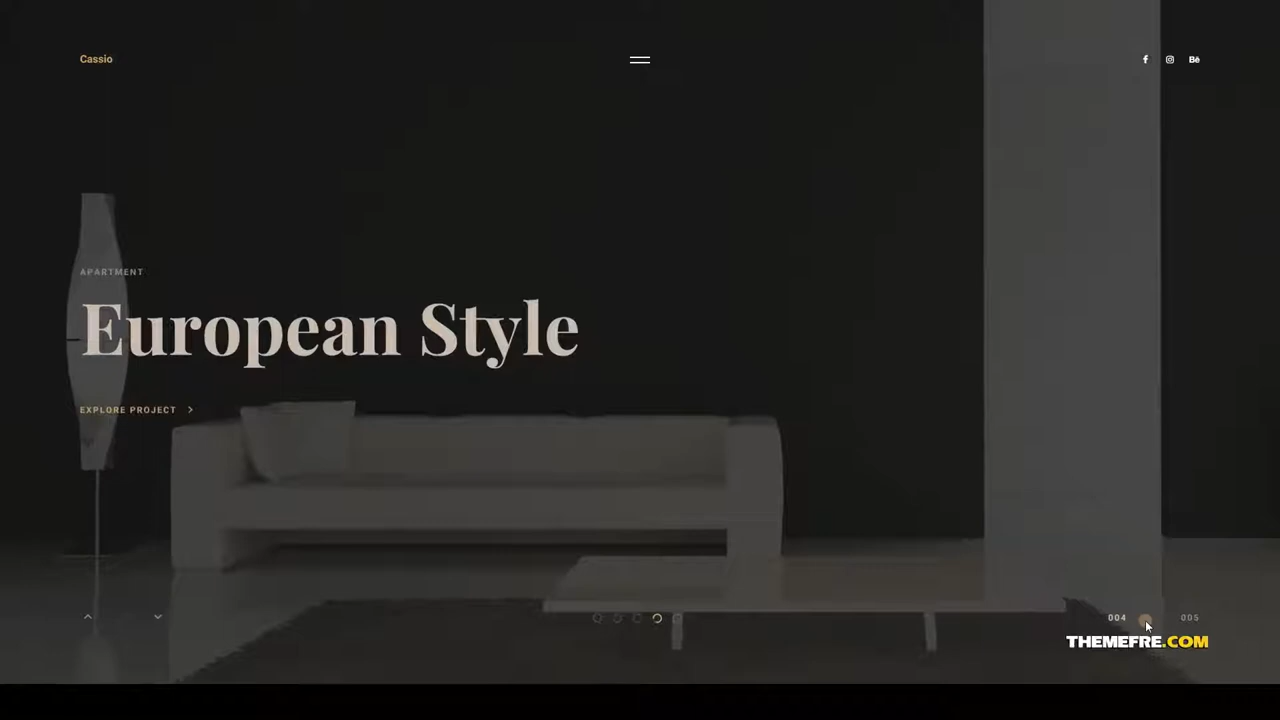 Cassio
f
Bē
APARTMENT
European Style
EXPLORE PROJECT
004
005
THEMEFRE.COM